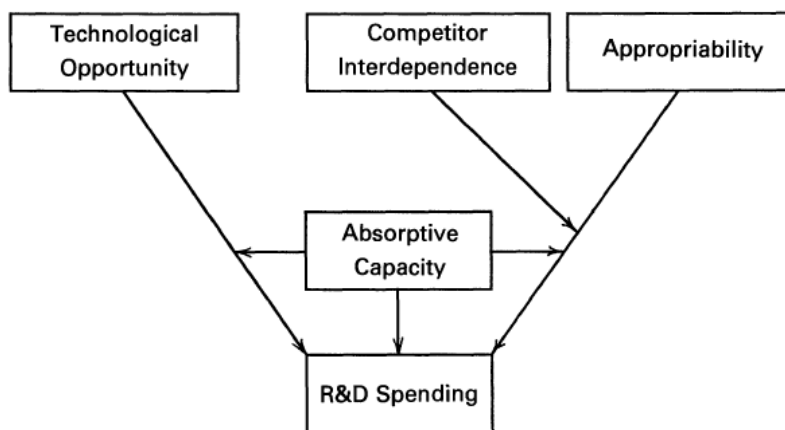 Technological
Opportunity
Competitor
Interdependence
Appropriability
Absorptive
Capacity
R&D Spending